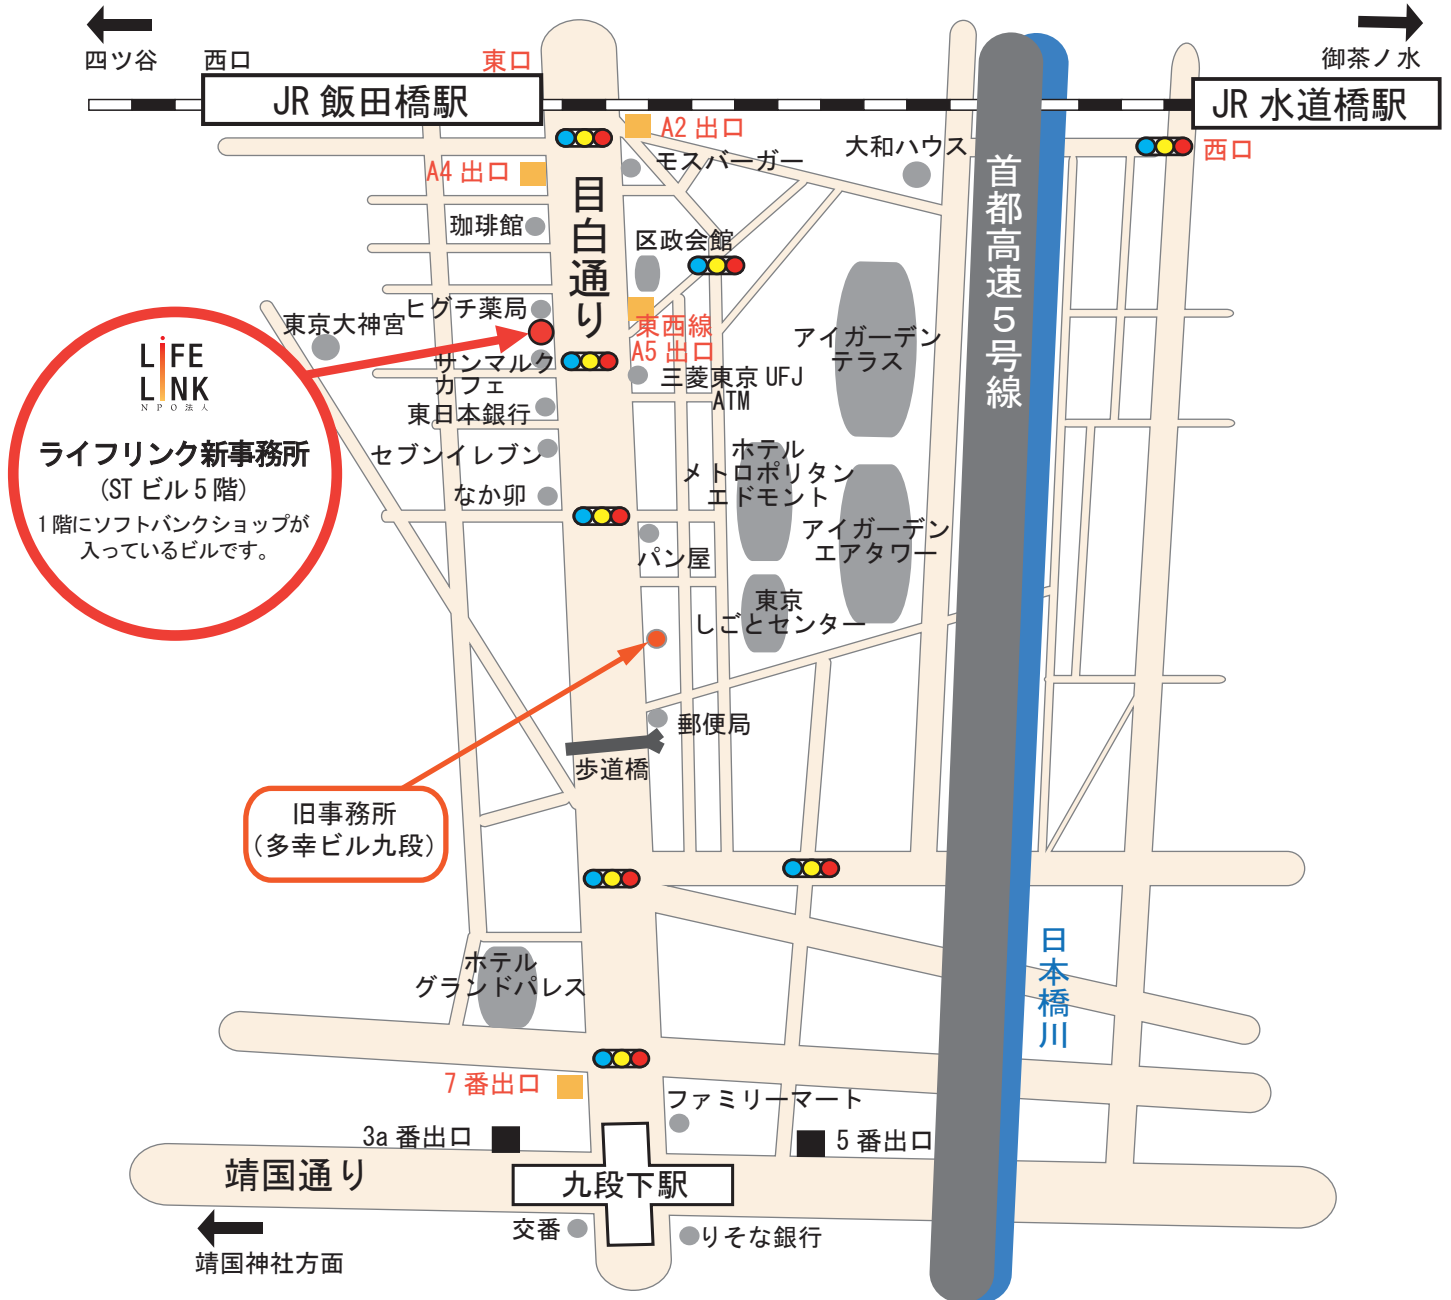 四ツ谷
西口
東口
御茶ノ水
JR 飯田橋駅
JR 水道橋駅
A2 出口
モスバーガー
大和ハウス
西口
A4 出口
目白通り
首都高速5号線
珈琲館
区政会館
ヒグチ薬局
東京大神宮
東西線
A5 出口
アイガーデン
テラス
サンマルク
カフェ
三菱東京 UFJ
ATM
東日本銀行
LiFE
LiNK
NPO法人
ライフリンク新事務所
(ST ビル 5 階)
1 階にソフトバンクショップが
入っているビルです。
セブンイレブン
なか卯
ホテル
メトロポリタン
エドモント
アイガーデン
エアタワー
パン屋
東京
しごとセンター
郵便局
歩道橋
旧事務所
(多幸ビル九段)
日本橋川
ホテル
グランドパレス
7 番出口
ファミリーマート
3a 番出口
5 番出口
靖国通り
九段下駅
交番
りそな銀行
靖国神社方面